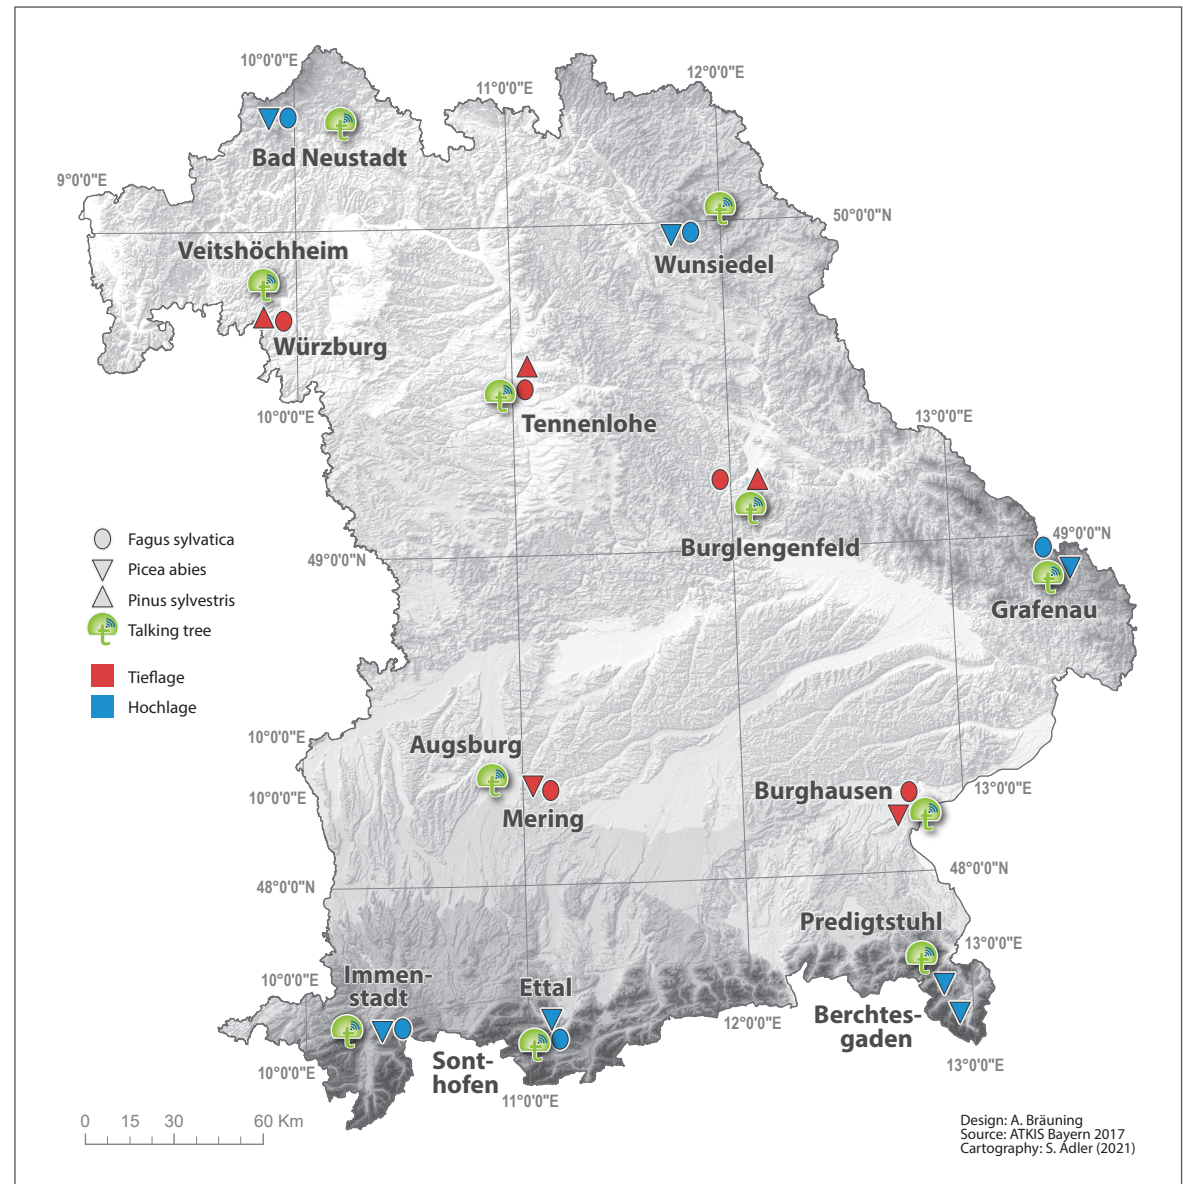 10°0'0"E
11°0'0"E
12°0'0"E
Bad Neustadt
9°0'0"E
50°0'0"N
Veitshöchheim
Wunsiedel
Würzburg
10°0'0"E
Tennenlohe
13°0'0"E
Fagus sylvatica
Picea abies
Pinus sylvestris
Talking tree
Tieflage
Hochlage
49°0'0"N
Burglengenfeld
49°0'0"N
Grafenau
10°0'0"E
Augsburg
10°0'0"E
Mering
Burghausen
13°0'0"E
48°0'0"N
48°0'0"N
Predigtstuhl
13°0'0"E
10°0'0"E
Immen-
stadt
Ettal
Berchtes-
gaden
12°0'0"E
10°0'0"E
Sont-
hofen
11°0'0"E
13°0'0"E
0 15 30 60 Km
Design: A. Bräuning
Source: ATKIS Bayern 2017
Cartography: S. Adler (2021)